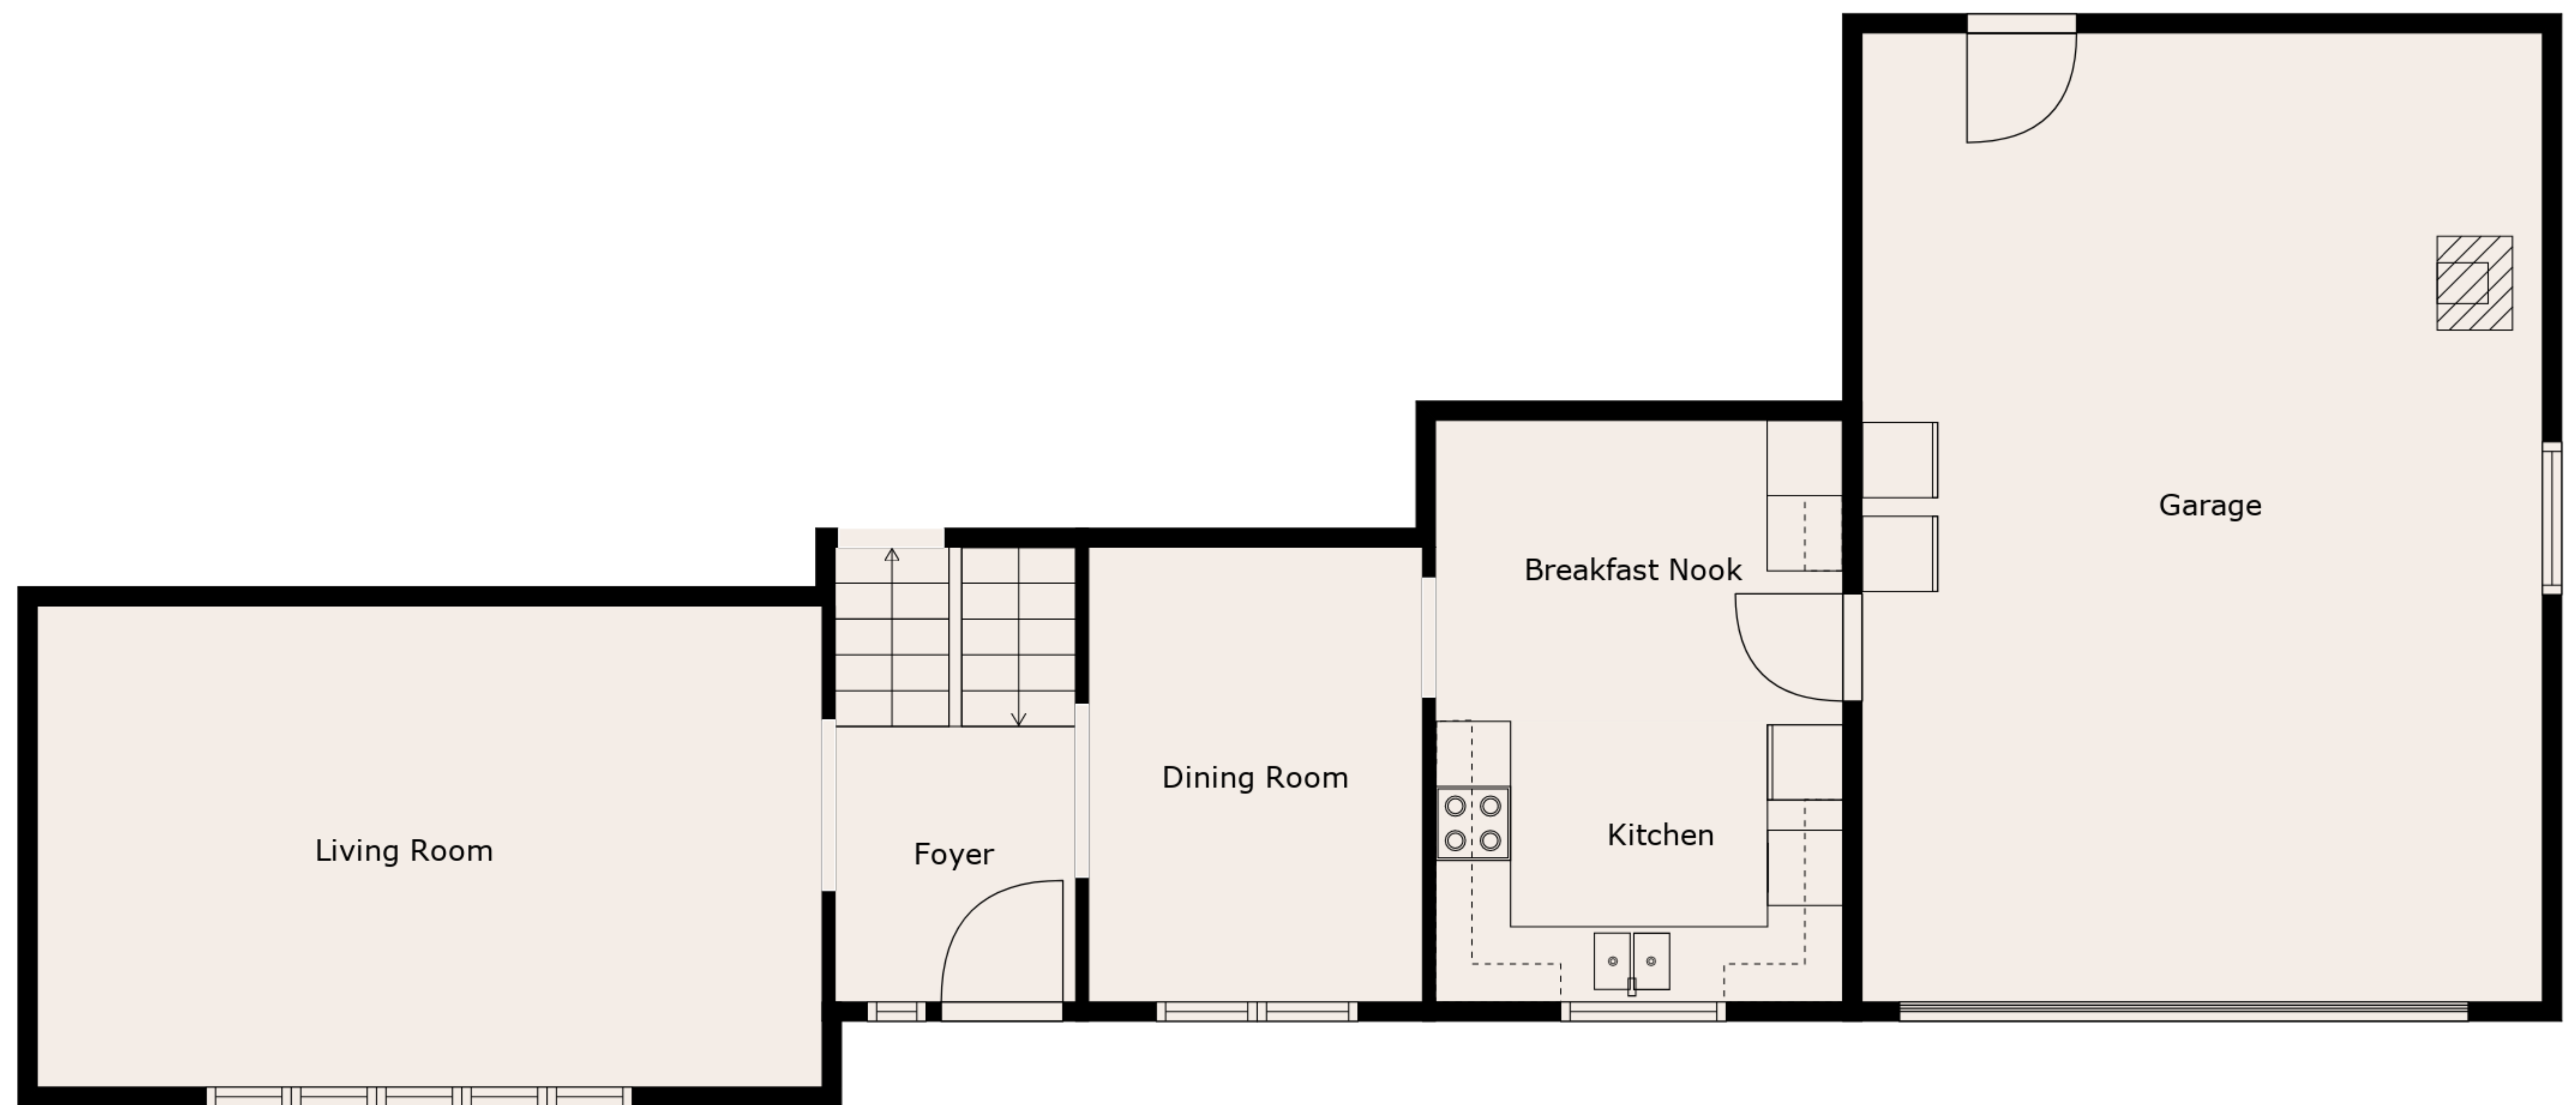 Garage
Breakfast Nook
Dining Room
Kitchen
Living Room
Foyer